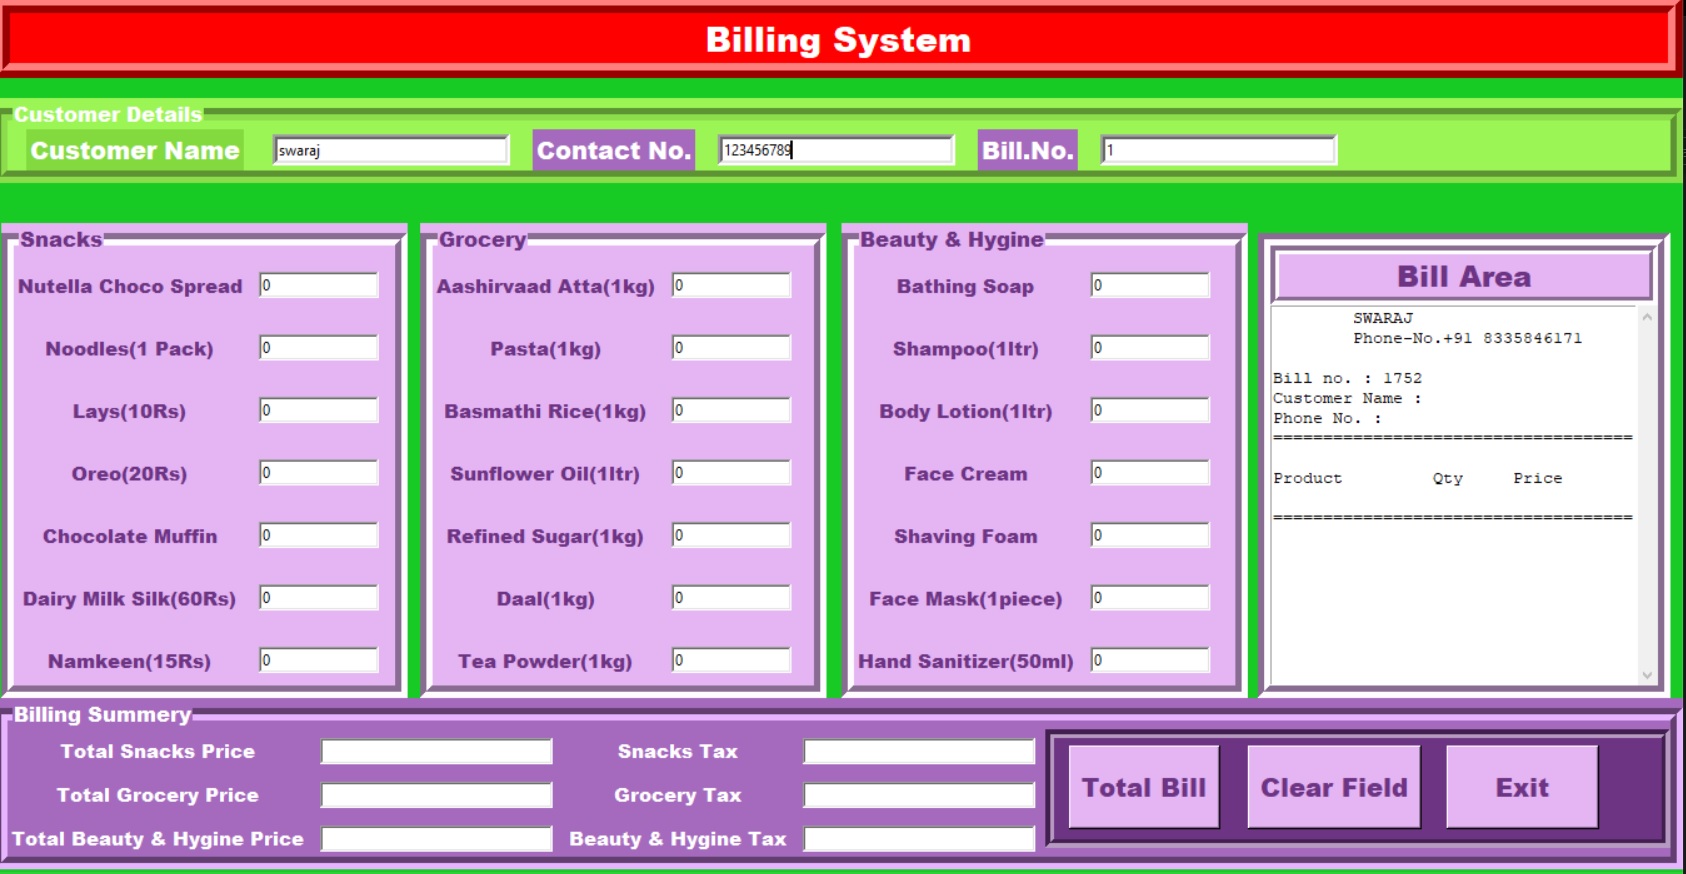 Billing System
Customer Details
Customer Name swaraj Contact No. 123456789 Bill.No. 1
Snacks
Nutella Choco Spread 0
Noodles(1 Pack) 0
Lays(10Rs) 0
Oreo(20Rs) 0
Chocolate Muffin 0
Dairy Milk Silk(60Rs) 0
Namkeen(15Rs) 0
Grocery
Aashirvaad Atta(1kg) 0
Pasta(1kg) 0
Basmathi Rice(1kg) 0
Sunflower Oil(1ltr) 0
Refined Sugar(1kg) 0
Daal(1kg) 0
Tea Powder(1kg) 0
Beauty & Hygine
Bathing Soap 0
Shampoo(1ltr) 0
Body Lotion(1ltr) 0
Face Cream 0
Shaving Foam 0
Face Mask(1piece) 0
Hand Sanitizer(50ml) 0
Bill Area
SWARAJ
Phone-No.+91 8335846171
Bill no. : 1752
Customer Name :
Phone No. :
====================================
Product Qty Price
====================================
Billing Summery
Total Snacks Price Snacks Tax
Total Grocery Price Grocery Tax
Total Beauty & Hygine Price Beauty & Hygine Tax
Total Bill Clear Field Exit